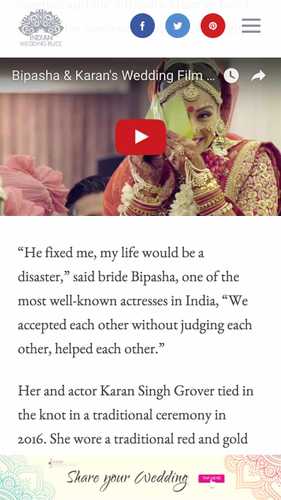 INDIAN
WEDDING BUZZ
Bipasha & Karan's Wedding Film ...
“He fixed me, my life would be a
disaster,” said bride Bipasha, one of the
most well-known actresses in India, “We
accepted each other without judging each
other, helped each other.”
Her and actor Karan Singh Grover tied in
the knot in a traditional ceremony in
2016. She wore a traditional red and gold
Share your Wedding